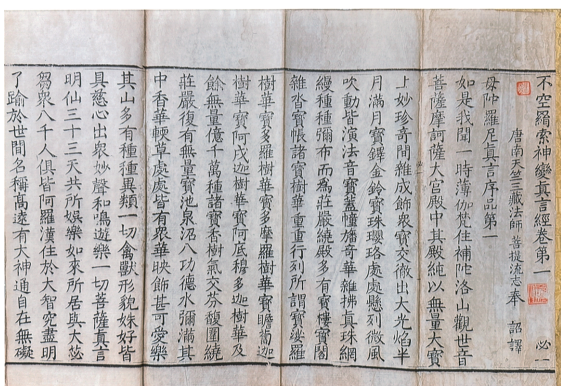 不空羂索神變真言經卷第一 必一
唐南天竺三藏法師菩提流志奉 詔譯
母陀羅尼真言序品第一
如是我聞一時薄伽梵住補陀洛山觀世音
菩薩摩訶薩大宮殿中其殿純以無量大寶
上妙珍奇間雜成飾衆寶交徹出大光焰半
月滿月寶鐸金鈴寶珠瓔珞處處懸列微風
吹動皆演法音寶蓋幢旛奇華雜拂真珠網
縵種種彌布而為莊嚴繞殿多有寶樓寶閣
雜沓寶帳諸寶樹華重重行列所謂寶娑羅
樹華寶多羅樹華寶多摩羅樹華寶瞻蔔迦
樹華寶阿戍迦樹華寶阿底穆多迦樹華及
餘無量億千萬種諸寶香樹氣交芬馥圍繞
莊嚴復有無量寶池泉沼八功德水彌滿其
中香華輭草處處皆有衆華映飾甚可愛樂
其山多有種種異類一切禽獸形貌姝好皆
具慈心出衆妙聲和鳴遊樂一切菩薩真言
明仙三十三天共所娛樂如來所居與大苾
芻衆八千人俱皆阿羅漢住於大智究盡明
了踰於世間名稱高遠有大神通自在無礙